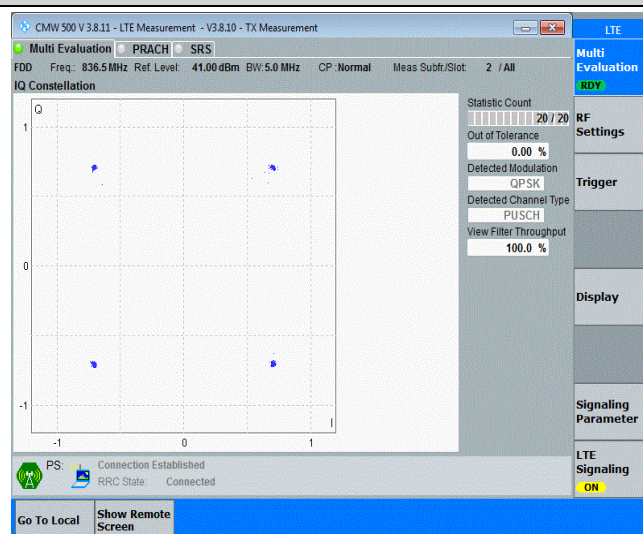 CMW 500 V 3.8.11 - LTE Measurement - V3.8.10 - TX Measurement
LTE
Multi Evaluation PRACH SRS
Multi
Evaluation
RDY
FDD Freq.: 836.5 MHz Ref. Level: 41.00 dBm BW: 5.0 MHz CP : Normal Meas Subfr./Slot: 2 / All
IQ Constellation
Q
1
0
-1
I
-1 0 1
Statistic Count
20 / 20
Out of Tolerance
0.00 %
Detected Modulation
QPSK
Detected Channel Type
PUSCH
View Filter Throughput
100.0 %
RF
Settings
Trigger
Display
Signaling
Parameter
LTE
Signaling
ON
PS: Connection Established
RRC State: Connected
Go To Local
Show Remote
Screen